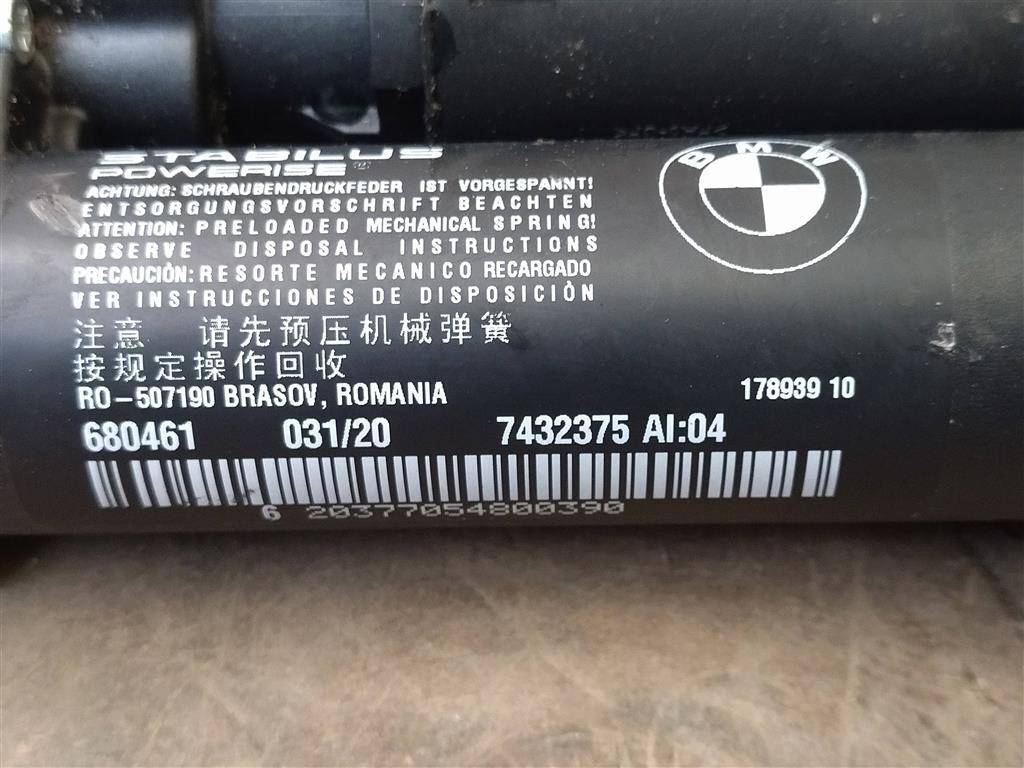 STABILUS
POWERISE®
ACHTUNG: SCHRAUBENDRUCKFEDER IST VORGESPANNT!
ENTSORGUNGSVORSCHRIFT BEACHTEN
ATTENTION: PRELOADED MECHANICAL SPRING!
OBSERVE DISPOSAL INSTRUCTIONS
PRECAUCIÓN: RESORTE MECANICO RECARGADO
VER INSTRUCCIONES DE DISPOSICIÒN
注意 请先预压机械弹簧
按规定操作回收
RO-507190 BRASOV, ROMANIA
178939 10
680461 031/20 7432375 AI:04
6 20377054800390
BMW